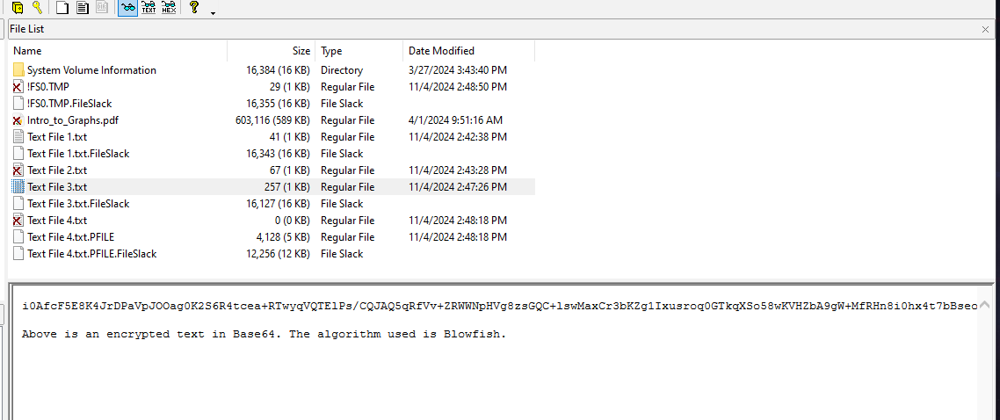 TEXT HEX
File List
Name Size Type Date Modified
System Volume Information 16,384 (16 KB) Directory 3/27/2024 3:43:40 PM
!FS0.TMP 29 (1 KB) Regular File 11/4/2024 2:48:50 PM
!FS0.TMP.FileSlack 16,355 (16 KB) File Slack
Intro_to_Graphs.pdf 603,116 (589 KB) Regular File 4/1/2024 9:51:16 AM
Text File 1.txt 41 (1 KB) Regular File 11/4/2024 2:42:38 PM
Text File 1.txt.FileSlack 16,343 (16 KB) File Slack
Text File 2.txt 67 (1 KB) Regular File 11/4/2024 2:43:28 PM
Text File 3.txt 257 (1 KB) Regular File 11/4/2024 2:47:26 PM
Text File 3.txt.FileSlack 16,127 (16 KB) File Slack
Text File 4.txt 0 (0 KB) Regular File 11/4/2024 2:48:18 PM
Text File 4.txt.PFILE 4,128 (5 KB) Regular File 11/4/2024 2:48:18 PM
Text File 4.txt.PFILE.FileSlack 12,256 (12 KB) File Slack
i0AfcF5E8K4JrDPaVpJOOag0K2S6R4tcea+RTwyqVQTElPs/CQJAQ5qRfVv+ZRWWNpHVg8zsGQC+lswMaxCr3bKZg1Ixusroq0GTkqXSo58wKVHZbA9gW+MfRHn8i0hx4t7bBseo
Above is an encrypted text in Base64. The algorithm used is Blowfish.